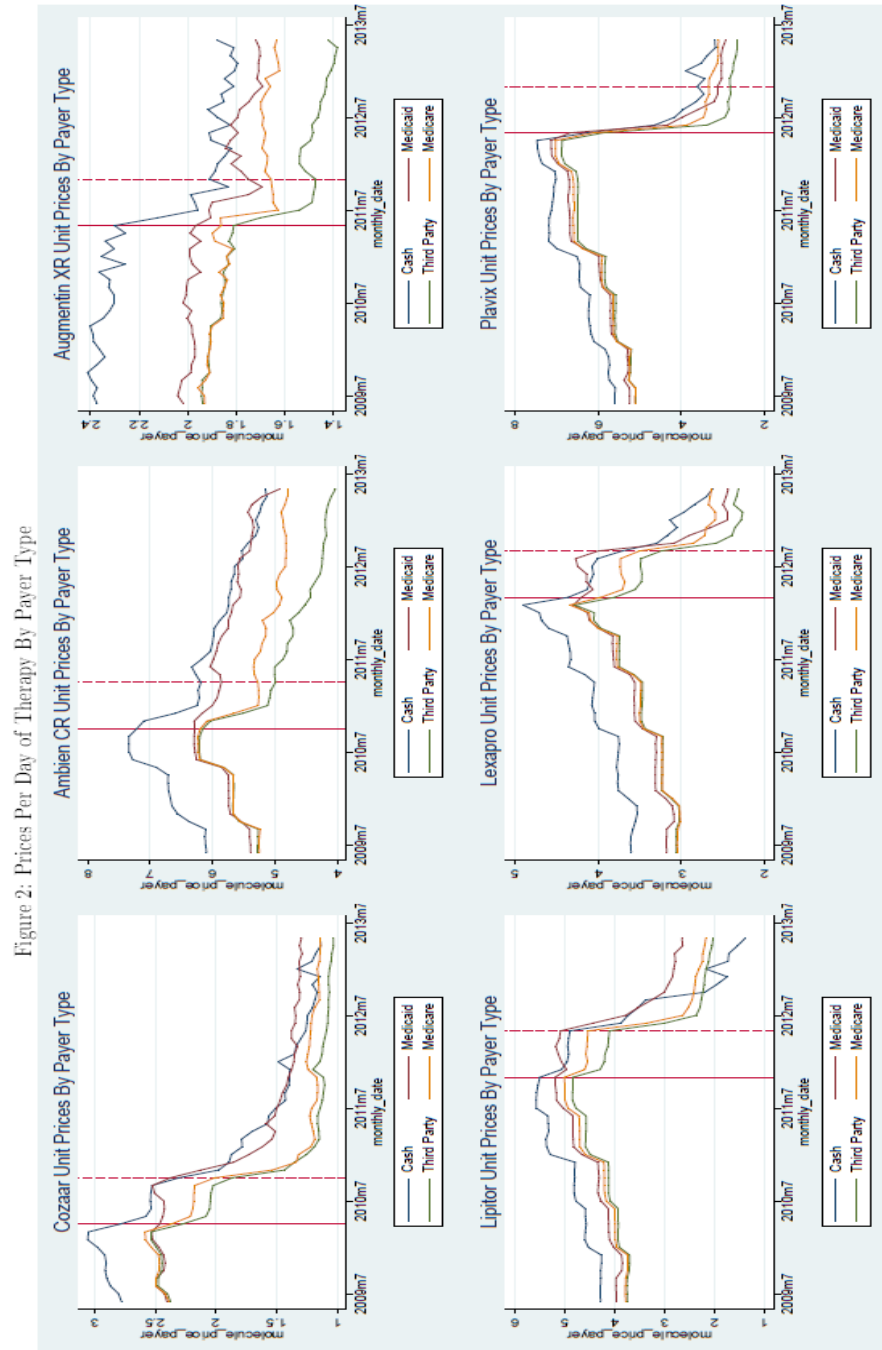 Figure 2: Prices Per Day of Therapy By Payer Type
Cozaar Unit Prices By Payer Type
molecule_price_payer
3
2.5
2
1.5
1
2009m7
2010m7
2011m7
2012m7
2013m7
monthly_date
Cash
Medicaid
Third Party
Medicare
Ambien CR Unit Prices By Payer Type
molecule_price_payer
8
7
6
5
4
2009m7
2010m7
2011m7
2012m7
2013m7
monthly_date
Cash
Medicaid
Third Party
Medicare
Augmentin XR Unit Prices By Payer Type
molecule_price_payer
2.4
2.2
2
1.8
1.6
1.4
2009m7
2010m7
2011m7
2012m7
2013m7
monthly_date
Cash
Medicaid
Third Party
Medicare
Lipitor Unit Prices By Payer Type
molecule_price_payer
6
5
4
3
2
1
2009m7
2010m7
2011m7
2012m7
2013m7
monthly_date
Cash
Medicaid
Third Party
Medicare
Lexapro Unit Prices By Payer Type
molecule_price_payer
5
4
3
2
2009m7
2010m7
2011m7
2012m7
2013m7
monthly_date
Cash
Medicaid
Third Party
Medicare
Plavix Unit Prices By Payer Type
molecule_price_payer
8
6
4
2
2009m7
2010m7
2011m7
2012m7
2013m7
monthly_date
Cash
Medicaid
Third Party
Medicare